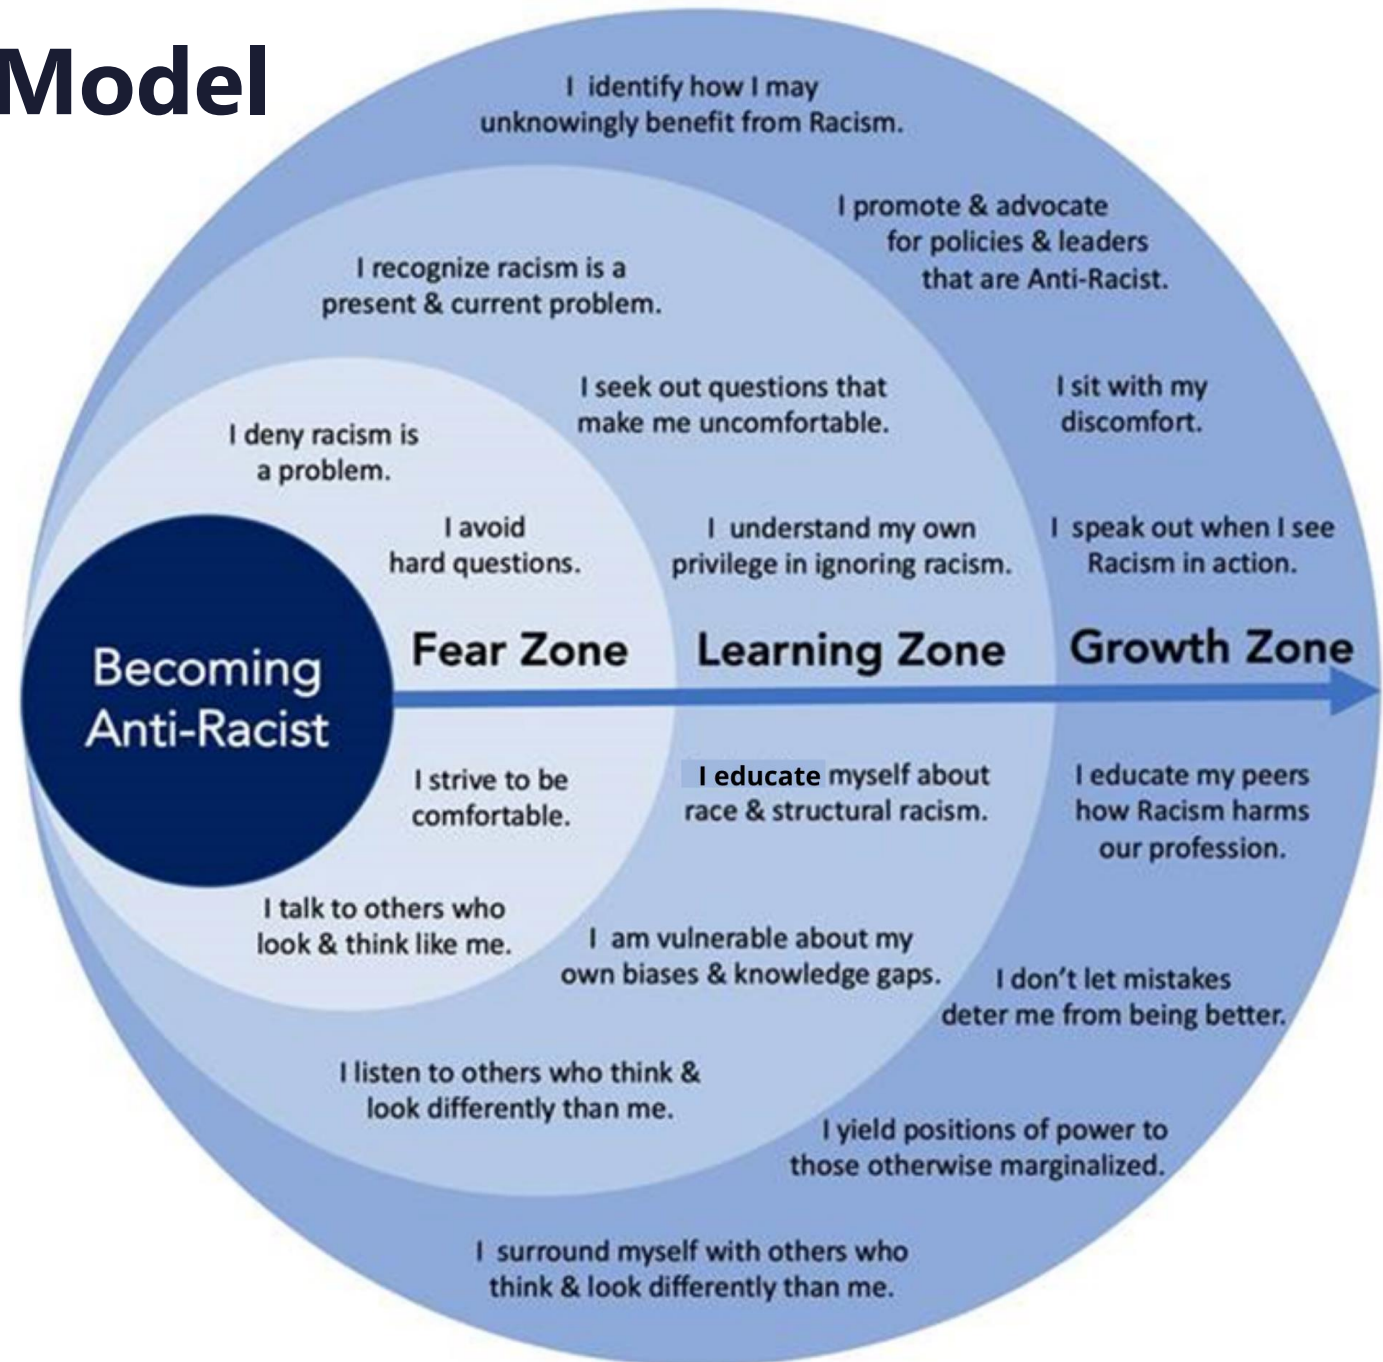 Model
I identify how I may
unknowingly benefit from Racism.
I promote & advocate
for policies & leaders
that are Anti-Racist.
I recognize racism is a
present & current problem.
I seek out questions that
make me uncomfortable.
I sit with my
discomfort.
I deny racism is
a problem.
I avoid
hard questions.
I understand my own
privilege in ignoring racism.
I speak out when I see
Racism in action.
Becoming
Anti-Racist
Fear Zone
Learning Zone
Growth Zone
I strive to be
comfortable.
I educate myself about
race & structural racism.
I educate my peers
how Racism harms
our profession.
I talk to others who
look & think like me.
I am vulnerable about my
own biases & knowledge gaps.
I don't let mistakes
deter me from being better.
I listen to others who think &
look differently than me.
I yield positions of power to
those otherwise marginalized.
I surround myself with others who
think & look differently than me.